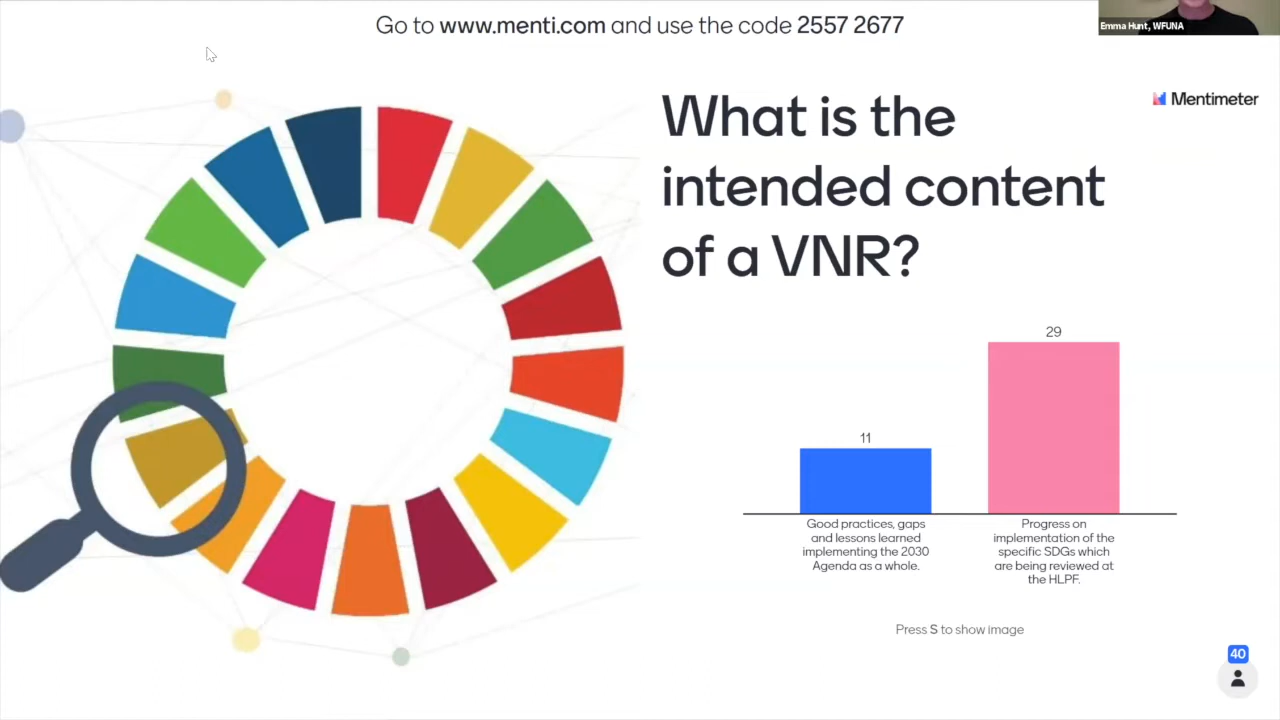 Go to www.menti.com and use the code 2557 2677
Emma Hunt, WFUNA
Mentimeter
What is the
intended content
of a VNR?
11
29
Good practices, gaps
and lessons learned
implementing the 2030
Agenda as a whole.
Progress on
implementation of the
specific SDGs which
are being reviewed at
the HLPF.
Press S to show image
40